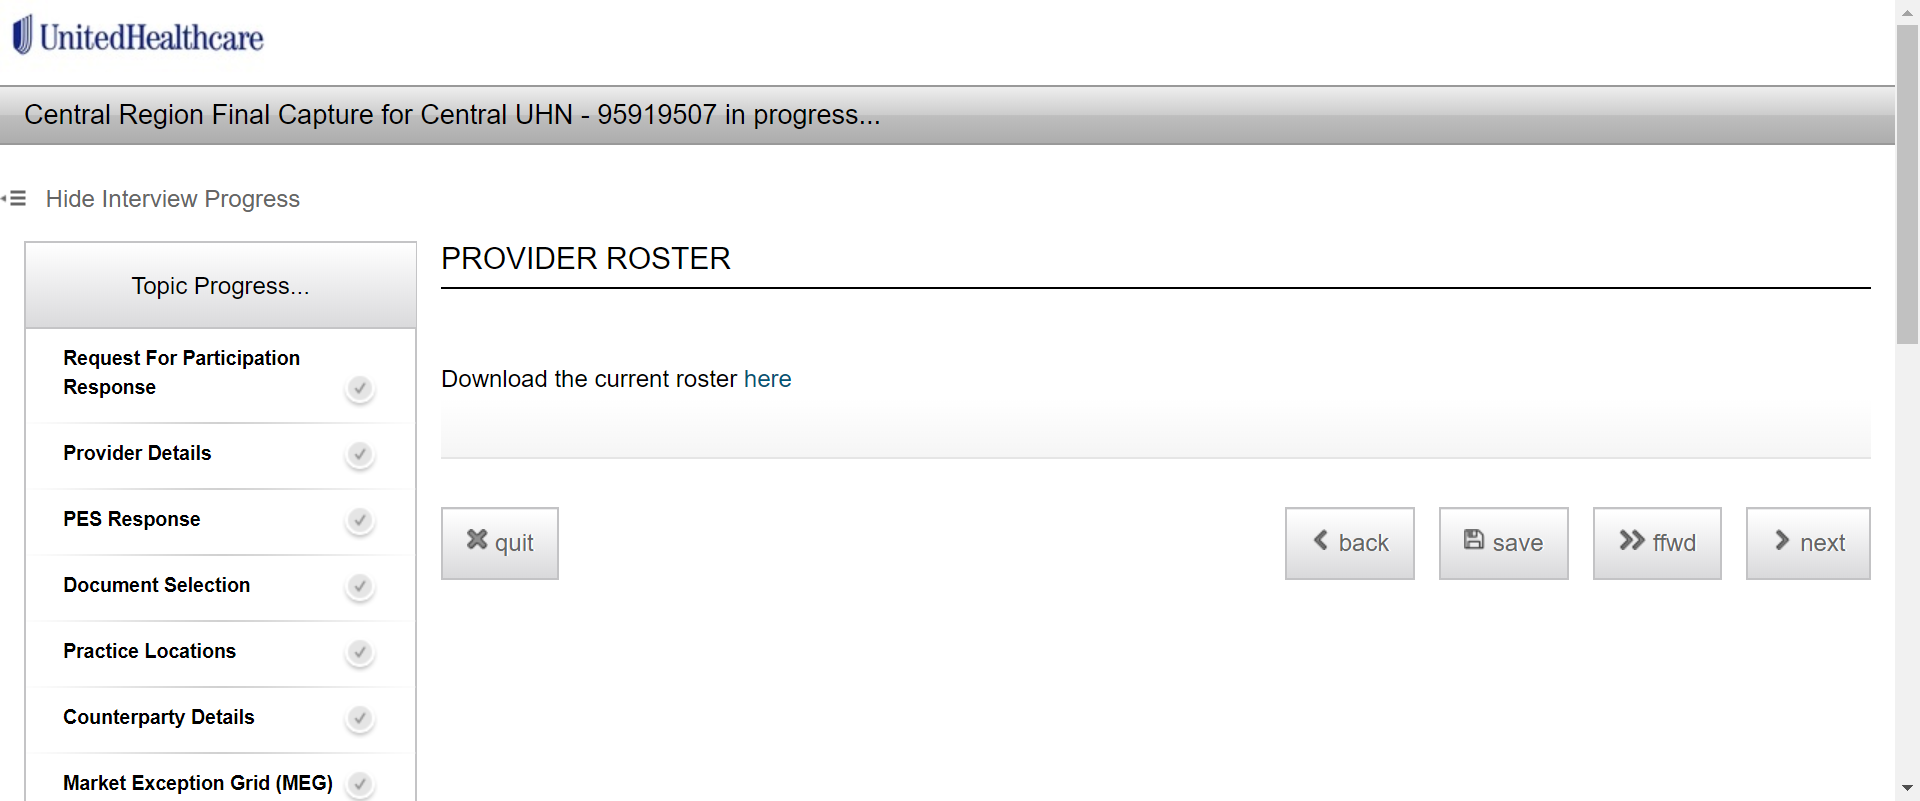 UnitedHealthcare
Central Region Final Capture for Central UHN - 95919507 in progress...
Hide Interview Progress
Topic Progress...
Request For Participation
Response
Provider Details
PES Response
Document Selection
Practice Locations
Counterparty Details
Market Exception Grid (MEG)
PROVIDER ROSTER
Download the current roster here
quit
back
save
ffwd
next